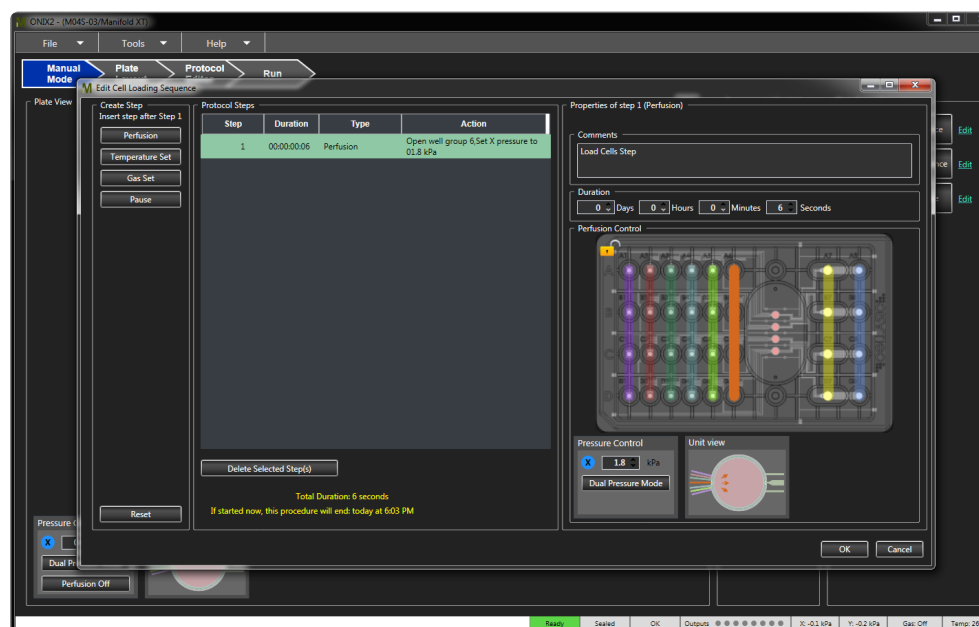 ONIX2 - (M04S-03/Manifold XT)
File Tools Help
Manual Mode
Plate
Protocol
Run
Plate View
Edit Cell Loading Sequence
Create Step
Insert step after Step 1
Perfusion
Temperature Set
Gas Set
Pause
Reset
Protocol Steps
Step Duration Type Action
1 00:00:00:06 Perfusion Open well group 6,Set X pressure to
01.8 kPa
Delete Selected Step(s)
Total Duration: 6 seconds
If started now, this procedure will end: today at 6:03 PM
Properties of step 1 (Perfusion)
Comments
Load Cells Step
Duration
0 Days 0 Hours 0 Minutes 6 Seconds
Perfusion Control
A
B
C
D
Pressure Control
X 1.8 kPa
Dual Pressure Mode
Unit view
OK Cancel
Edit
Edit
Edit
Pressure
X
Dual
Perfusion Off
Ready Sealed OK Outputs X: -0.1 kPa Y: -0.2 kPa Gas: Off Temp: